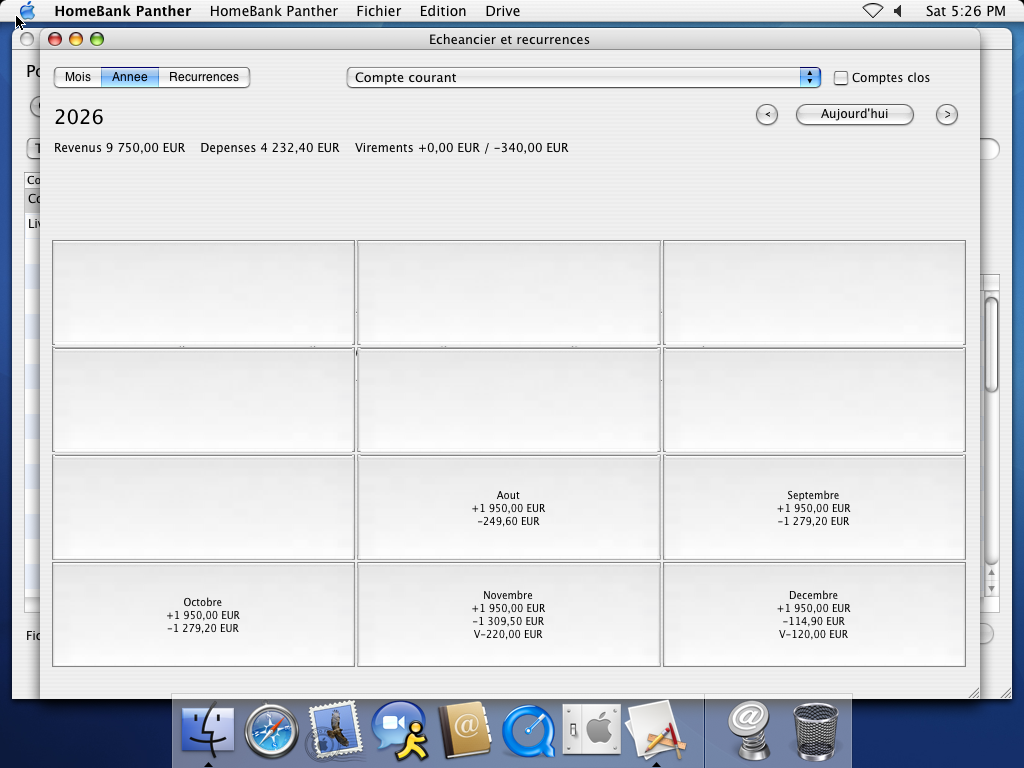 HomeBank Panther HomeBank Panther Fichier Edition Drive Sat 5:26 PM
Echeancier et recurrences
Mois Annee Recurrences Compte courant Comptes clos
2026 < Aujourd'hui >
Revenus 9 750,00 EUR Depenses 4 232,40 EUR Virements +0,00 EUR / -340,00 EUR
Aout
+1 950,00 EUR
-249,60 EUR
Septembre
+1 950,00 EUR
-1 279,20 EUR
Octobre
+1 950,00 EUR
-1 279,20 EUR
Novembre
+1 950,00 EUR
-1 309,50 EUR
V-220,00 EUR
Decembre
+1 950,00 EUR
-114,90 EUR
V-120,00 EUR